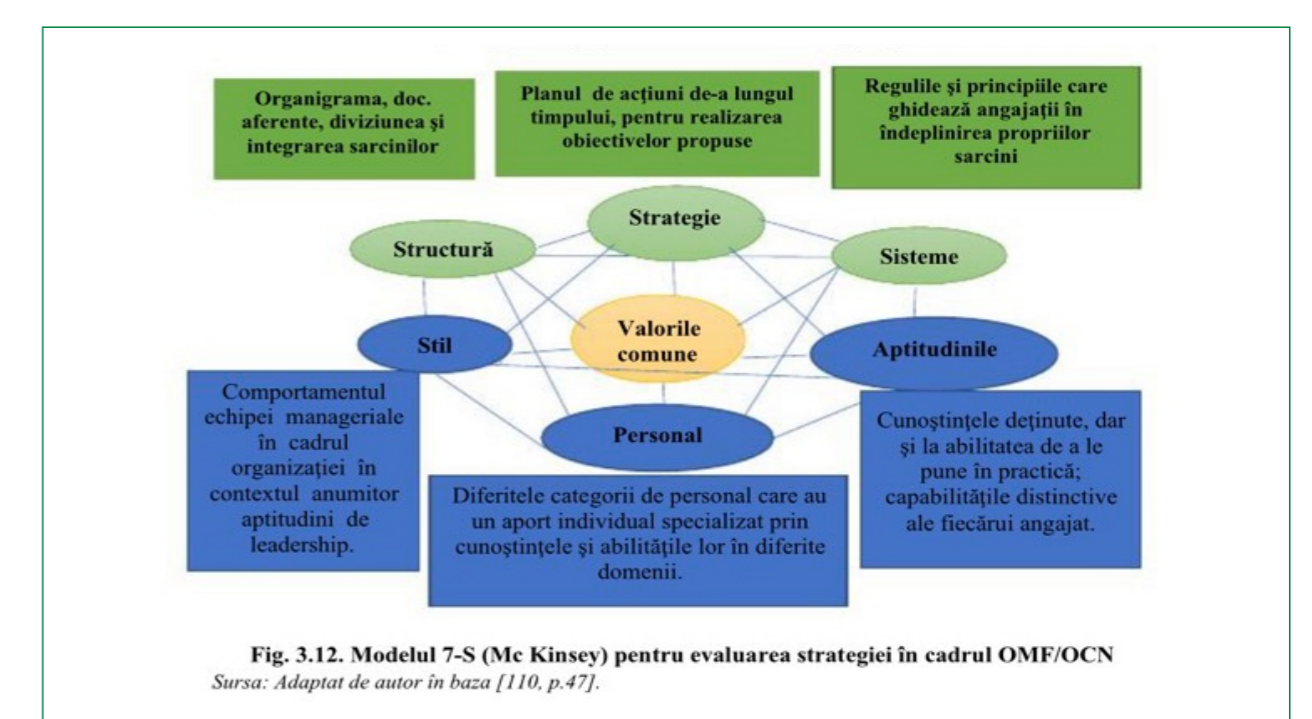 Organigrama, doc.
aferente, diviziunea şi
integrarea sarcinilor
Planul de acţiuni de-a lungul
timpului, pentru realizarea
obiectivelor propuse
Regulile şi principiile care
ghidează angajaţii în
îndeplinirea propriilor
sarcini
Strategie
Structură
Sisteme
Valorile
comune
Stil
Aptitudinile
Personal
Comportamentul
echipei manageriale
în cadrul
organizaţiei în
contextul anumitor
aptitudini de
leadership.
Diferitele categorii de personal care au
un aport individual specializat prin
cunoştinţele şi abilităţile lor în diferite
domenii.
Cunoştinţele deţinute, dar
şi la abilitatea de a le
pune în practică;
capabilităţile distinctive
ale fiecărui angajat.
Fig. 3.12. Modelul 7-S (Mc Kinsey) pentru evaluarea strategiei în cadrul OMF/OCN
Sursa: Adaptat de autor în baza [110, p.47].